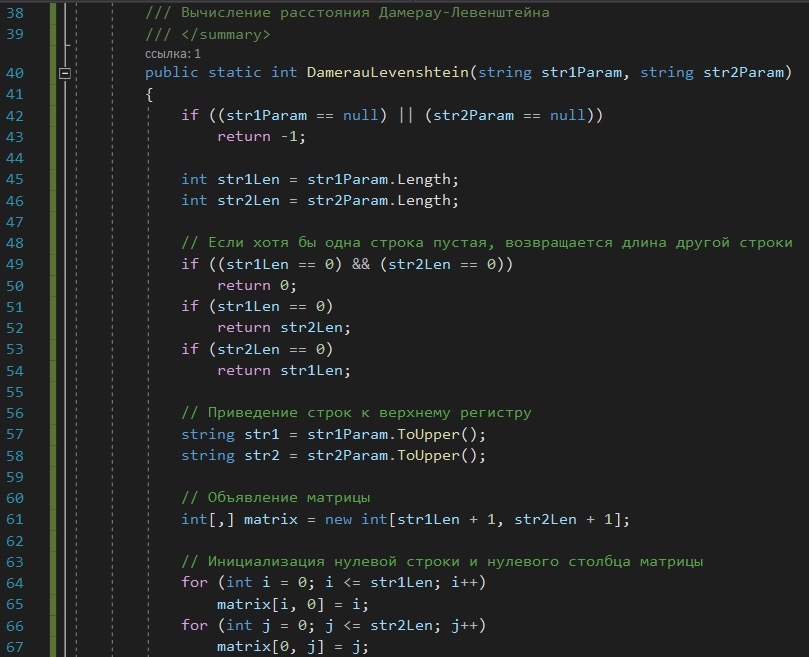 38 /// Вычисление расстояния Дамерау-Левенштейна
39 /// </summary>
ссылка: 1
40 public static int DamerauLevenshtein(string str1Param, string str2Param)
41 {
42 if ((str1Param == null) || (str2Param == null))
43 return -1;
44
45 int str1Len = str1Param.Length;
46 int str2Len = str2Param.Length;
47
48 // Если хотя бы одна строка пустая, возвращается длина другой строки
49 if ((str1Len == 0) && (str2Len == 0))
50 return 0;
51 if (str1Len == 0)
52 return str2Len;
53 if (str2Len == 0)
54 return str1Len;
55
56 // Приведение строк к верхнему регистру
57 string str1 = str1Param.ToUpper();
58 string str2 = str2Param.ToUpper();
59
60 // Объявление матрицы
61 int[,] matrix = new int[str1Len + 1, str2Len + 1];
62
63 // Инициализация нулевой строки и нулевого столбца матрицы
64 for (int i = 0; i <= str1Len; i++)
65 matrix[i, 0] = i;
66 for (int j = 0; j <= str2Len; j++)
67 matrix[0, j] = j;